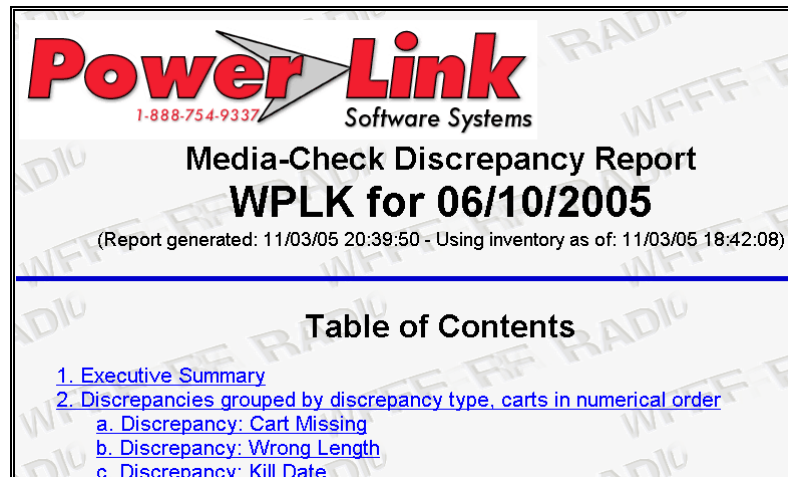 Power Link
1-888-754-9337
Software Systems
Media-Check Discrepancy Report
WPLK for 06/10/2005
(Report generated: 11/03/05 20:39:50 - Using inventory as of: 11/03/05 18:42:08)
Table of Contents
1. Executive Summary
2. Discrepancies grouped by discrepancy type, carts in numerical order
a. Discrepancy: Cart Missing
b. Discrepancy: Wrong Length
c. Discrepancy: Kill Date